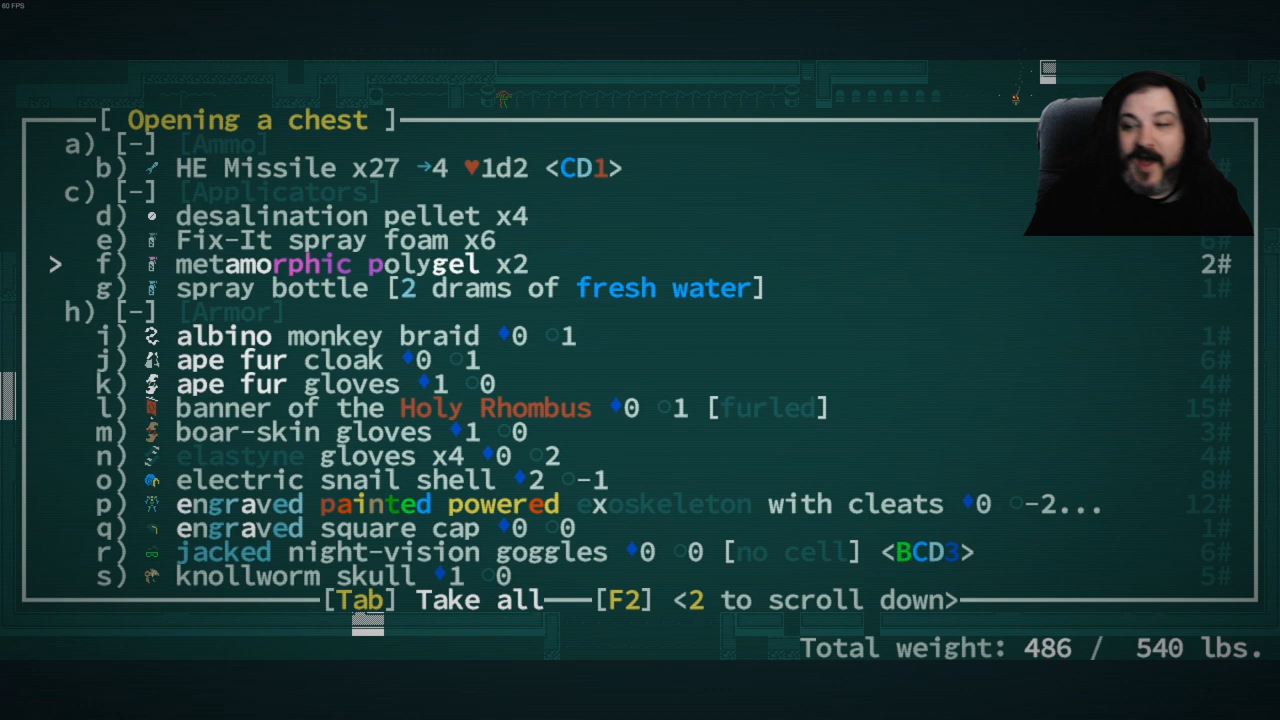 60 FPS
[ Opening a chest ]
a) [-] [Ammo]
b) HE Missile x27 →4 ♥1d2 <CD1>
c) [-] [Applicators]
d) desalination pellet x4
e) Fix-It spray foam x6 6#
> f) metamorphic polygel x2 2#
g) spray bottle [2 drams of fresh water] 1#
h) [-] [Armor]
i) albino monkey braid ♦0 ○1 1#
j) ape fur cloak ♦0 ○1 6#
k) ape fur gloves ♦1 ○0 4#
l) banner of the Holy Rhombus ♦0 ○1 [furled] 15#
m) boar-skin gloves ♦1 ○0 3#
n) elastyne gloves x4 ♦0 ○2 4#
o) electric snail shell ♦2 ○-1 8#
p) engraved painted powered exoskeleton with cleats ♦0 ○-2... 12#
q) engraved square cap ♦0 ○0 1#
r) jacked night-vision goggles ♦0 ○0 [no cell] <BCD3> 6#
s) knollworm skull ♦1 ○0 5#
[Tab] Take all [F2] <2 to scroll down>
Total weight: 486 / 540 lbs.